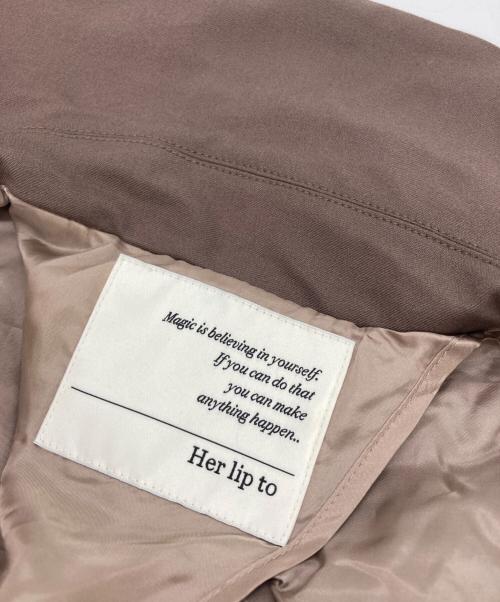 Magic is believing in yourself.
If you can do that
you can make
anything happen..
Her lip to